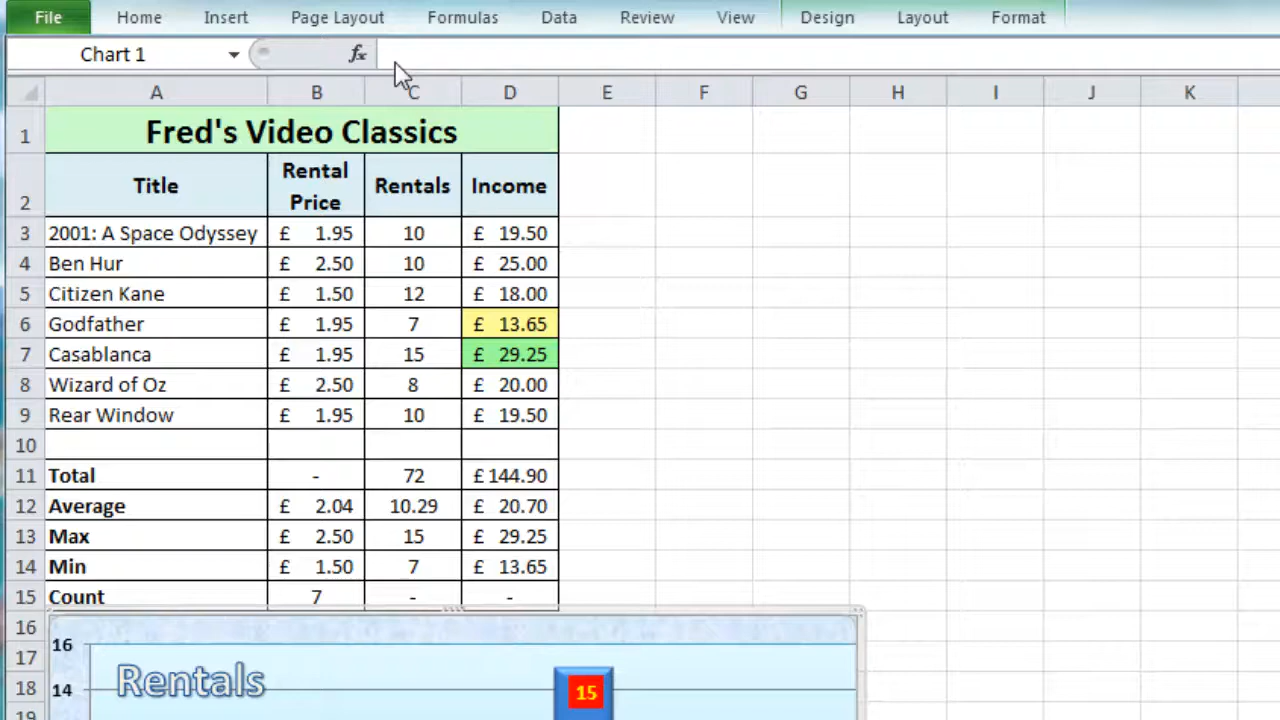 File Home Insert Page Layout Formulas Data Review View Design Layout Format
Chart 1 fx
A B C D E F G H I J K
1 Fred's Video Classics
2 Title Rental Price Rentals Income
3 2001: A Space Odyssey £ 1.95 10 £ 19.50
4 Ben Hur £ 2.50 10 £ 25.00
5 Citizen Kane £ 1.50 12 £ 18.00
6 Godfather £ 1.95 7 £ 13.65
7 Casablanca £ 1.95 15 £ 29.25
8 Wizard of Oz £ 2.50 8 £ 20.00
9 Rear Window £ 1.95 10 £ 19.50
10
11 Total - 72 £144.90
12 Average £ 2.04 10.29 £ 20.70
13 Max £ 2.50 15 £ 29.25
14 Min £ 1.50 7 £ 13.65
15 Count 7 - -
16 16
17 Rentals
18 14 15
19